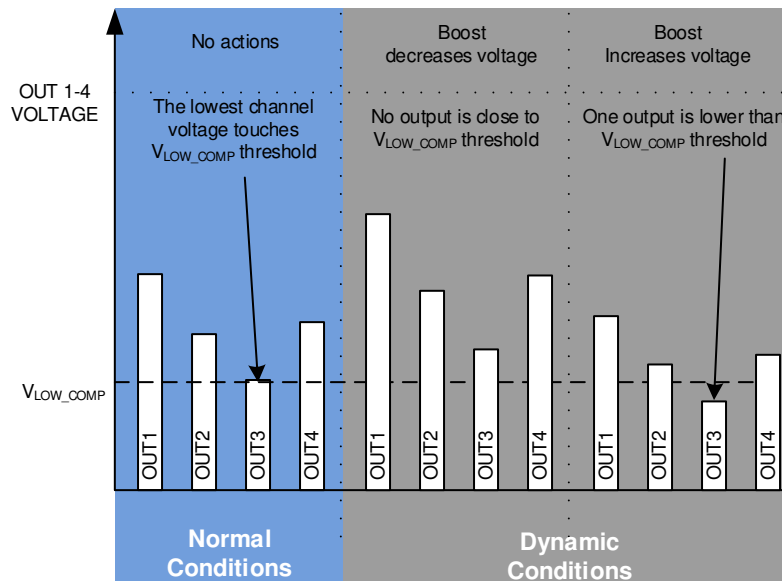 No actions
Boost
decreases voltage
Boost
Increases voltage
OUT 1-4
VOLTAGE
The lowest channel
voltage touches
VLOW_COMP threshold
No output is close to
VLOW_COMP threshold
One output is lower than
VLOW_COMP threshold
VLOW_COMP
OUT1
OUT2
OUT3
OUT4
OUT1
OUT2
OUT3
OUT4
OUT1
OUT2
OUT3
OUT4
Normal
Conditions
Dynamic
Conditions